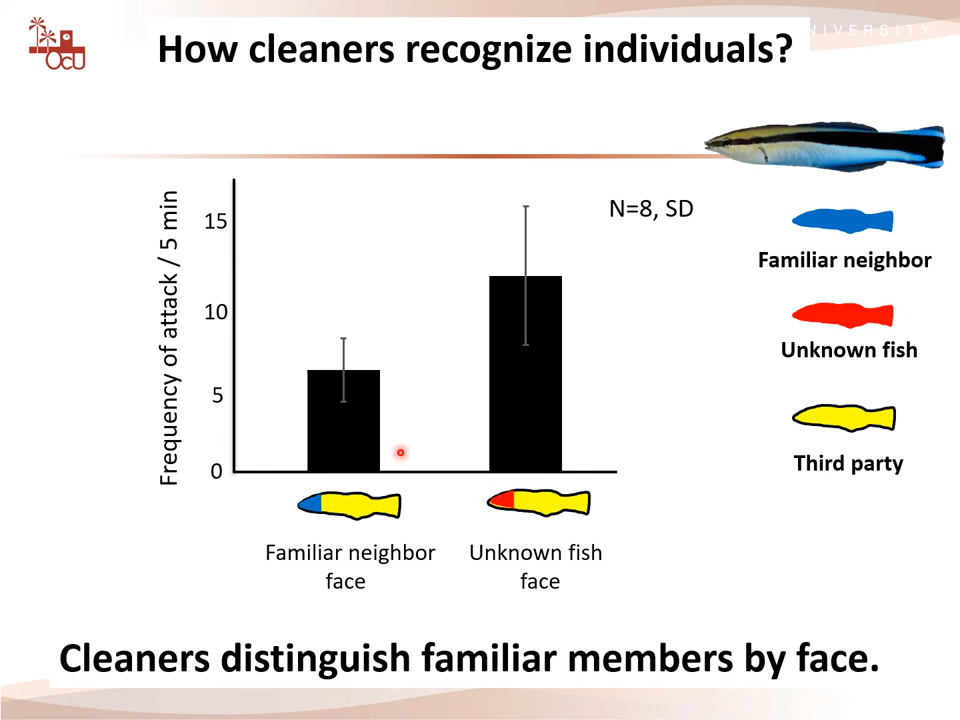 How cleaners recognize individuals?
NIVERSITY
OCU
N=8, SD
Frequency of attack / 5 min
15
10
5
0
Familiar neighbor
face
Unknown fish
face
Familiar neighbor
Unknown fish
Third party
Cleaners distinguish familiar members by face.